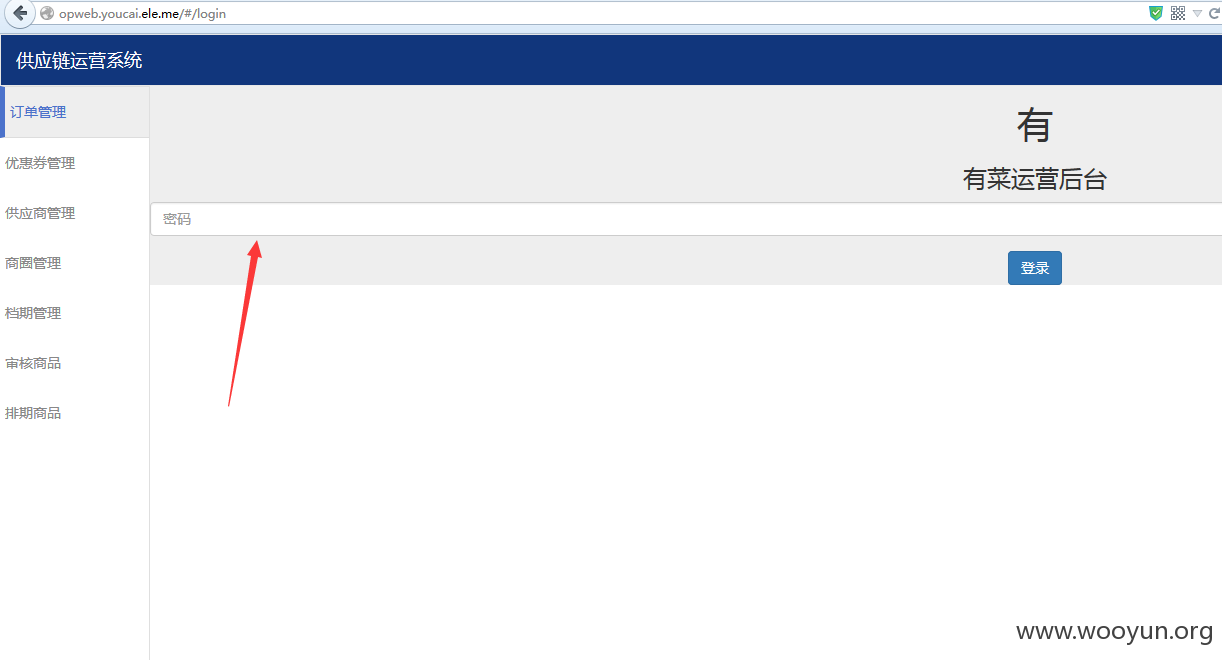 opweb.youcai.ele.me/#/login
供应链运营系统
订单管理
优惠券管理
供应商管理
商圈管理
档期管理
审核商品
排期商品
有
有菜运营后台
密码
登录
www.wooyun.org